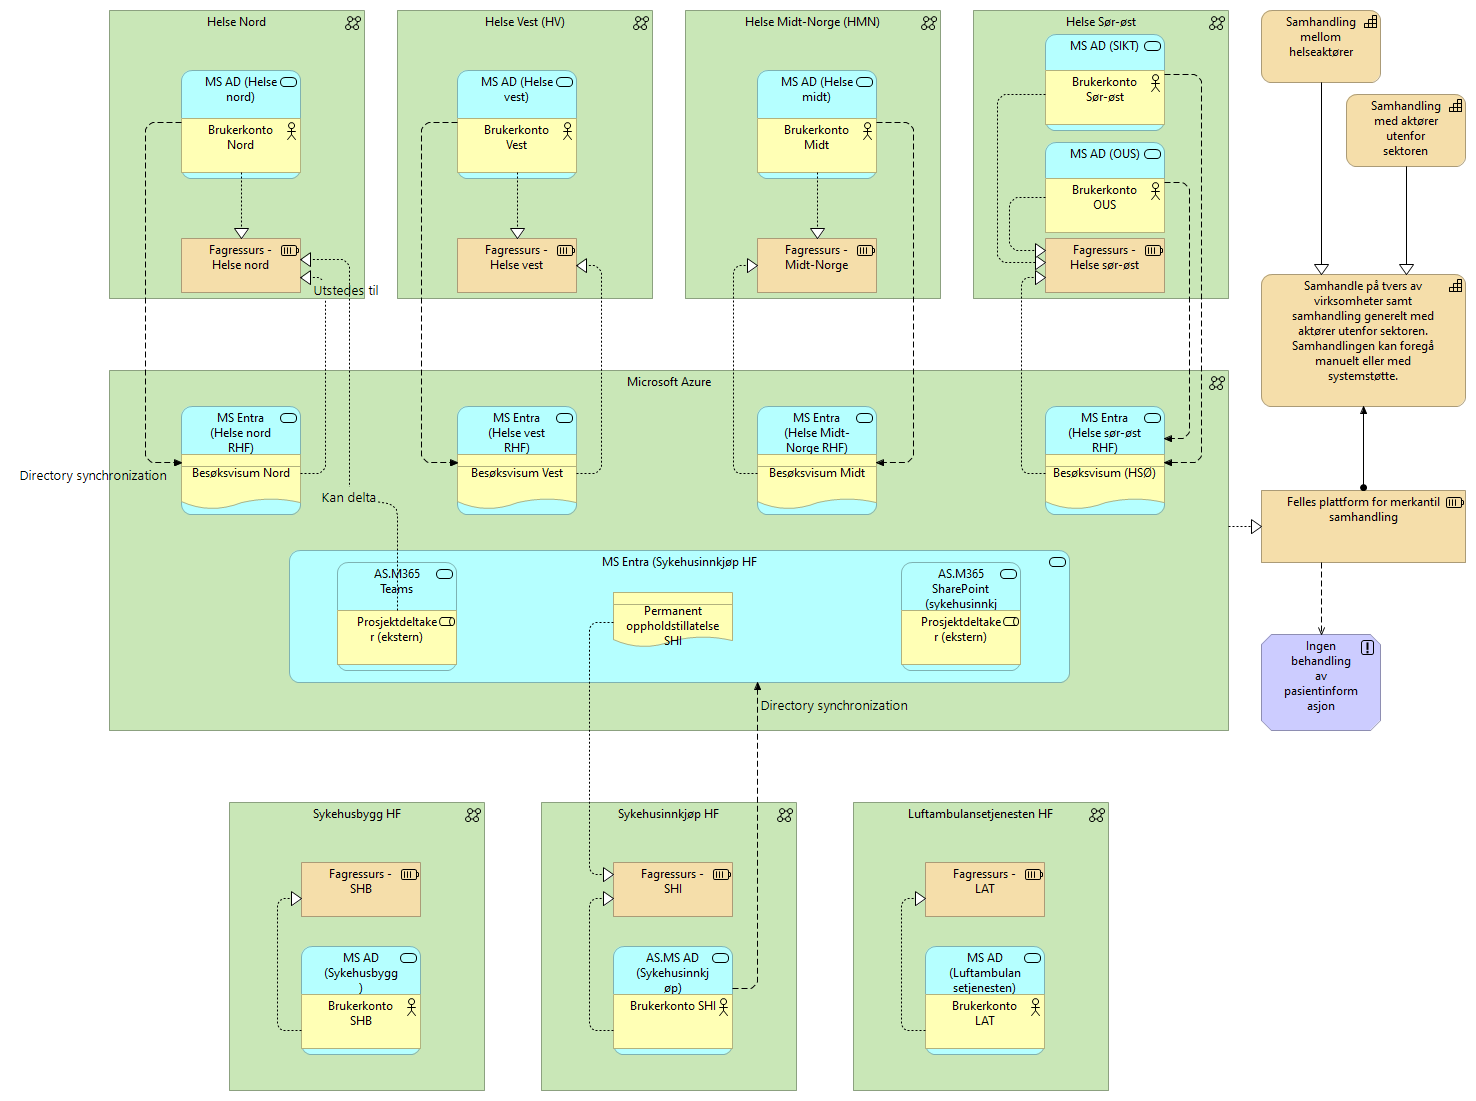 Helse Nord
MS AD (Helse
nord)
Brukerkonto
Nord
Fagressurs -
Helse nord
Utstedes til
Helse Vest (HV)
MS AD (Helse
vest)
Brukerkonto
Vest
Fagressurs -
Helse vest
Helse Midt-Norge (HMN)
MS AD (Helse
midt)
Brukerkonto
Midt
Fagressurs -
Midt-Norge
Helse Sør-øst
MS AD (SIKT)
Brukerkonto
Sør-øst
MS AD (OUS)
Brukerkonto
OUS
Fagressurs -
Helse sør-øst
Samhandling
mellom
helseaktører
Samhandling
med aktører
utenfor
sektoren
Samhandle på tvers av
virksomheter samt
samhandling generelt med
aktører utenfor sektoren.
Samhandlingen kan foregå
manuelt eller med
systemstøtte.
Felles plattform for merkantil
samhandling
Ingen
behandling
av
pasientinform
asjon
Microsoft Azure
MS Entra
(Helse nord
RHF)
Besøksvisum Nord
Directory synchronization
Kan delta
MS Entra
(Helse vest
RHF)
Besøksvisum Vest
MS Entra
(Helse Midt-
Norge RHF)
Besøksvisum Midt
MS Entra
(Helse sør-øst
RHF)
Besøksvisum (HSØ)
MS Entra (Sykehusinnkjøp HF
AS.M365
Teams
Prosjektdeltake
r (ekstern)
Permanent
oppholdstillatelse
SHI
AS.M365
SharePoint
(sykehusinnkj
Prosjektdeltake
r (ekstern)
Directory synchronization
Sykehusbygg HF
Fagressurs -
SHB
MS AD
(Sykehusbygg
)
Brukerkonto
SHB
Sykehusinnkjøp HF
Fagressurs -
SHI
AS.MS AD
(Sykehusinnkj
øp)
Brukerkonto SHI
Luftambulansetjenesten HF
Fagressurs -
LAT
MS AD
(Luftambulan
setjenesten)
Brukerkonto
LAT